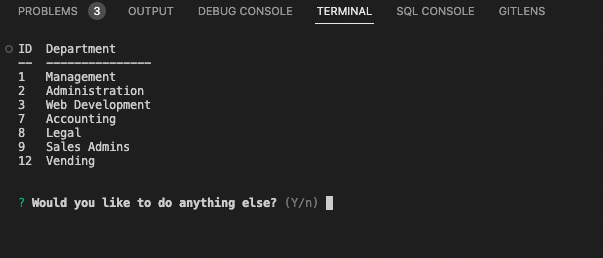 PROBLEMS 3 OUTPUT DEBUG CONSOLE TERMINAL SQL CONSOLE GITLENS
ID Department
-- ---------------
1 Management
2 Administration
3 Web Development
7 Accounting
8 Legal
9 Sales Admins
12 Vending
? Would you like to do anything else? (Y/n)